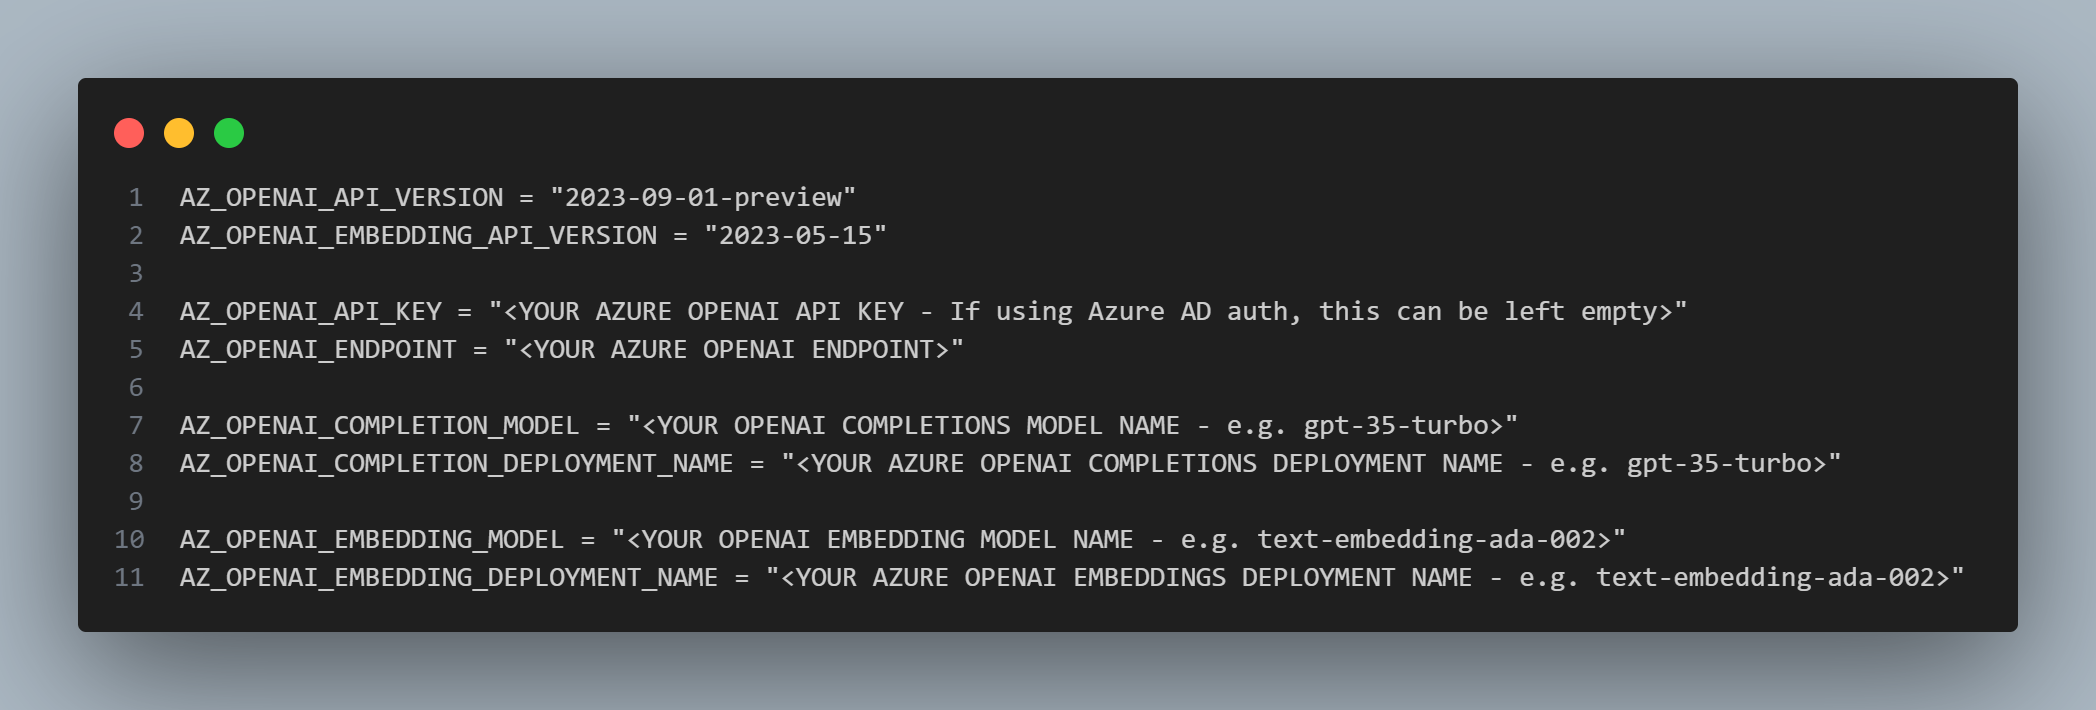 1 AZ_OPENAI_API_VERSION = "2023-09-01-preview"
2 AZ_OPENAI_EMBEDDING_API_VERSION = "2023-05-15"
3
4 AZ_OPENAI_API_KEY = "<YOUR AZURE OPENAI API KEY - If using Azure AD auth, this can be left empty>"
5 AZ_OPENAI_ENDPOINT = "<YOUR AZURE OPENAI ENDPOINT>"
6
7 AZ_OPENAI_COMPLETION_MODEL = "<YOUR OPENAI COMPLETIONS MODEL NAME - e.g. gpt-35-turbo>"
8 AZ_OPENAI_COMPLETION_DEPLOYMENT_NAME = "<YOUR AZURE OPENAI COMPLETIONS DEPLOYMENT NAME - e.g. gpt-35-turbo>"
9
10 AZ_OPENAI_EMBEDDING_MODEL = "<YOUR OPENAI EMBEDDING MODEL NAME - e.g. text-embedding-ada-002>"
11 AZ_OPENAI_EMBEDDING_DEPLOYMENT_NAME = "<YOUR AZURE OPENAI EMBEDDINGS DEPLOYMENT NAME - e.g. text-embedding-ada-002>"